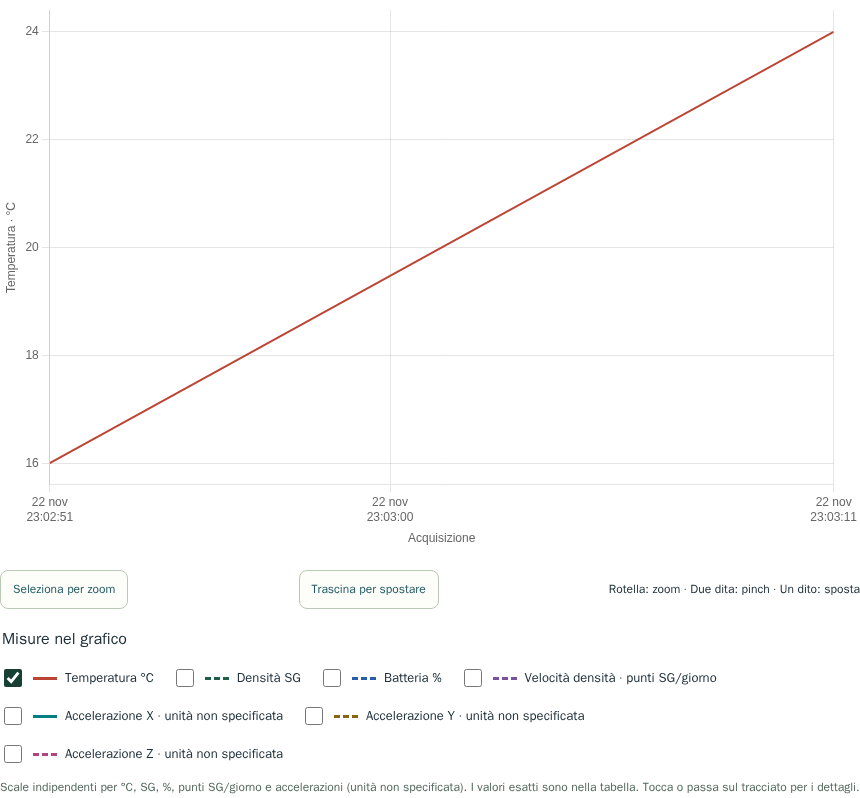 24
22
20
18
16
Temperatura · °C
22 nov
23:02:51
22 nov
23:03:00
22 nov
23:03:11
Acquisizione
Seleziona per zoom
Trascina per spostare
Rotella: zoom · Due dita: pinch · Un dito: sposta
Misure nel grafico
Temperatura °C
Densità SG
Batteria %
Velocità densità · punti SG/giorno
Accelerazione X · unità non specificata
Accelerazione Y · unità non specificata
Accelerazione Z · unità non specificata
Scale indipendenti per °C, SG, %, punti SG/giorno e accelerazioni (unità non specificata). I valori esatti sono nella tabella. Tocca o passa sul tracciato per i dettagli.